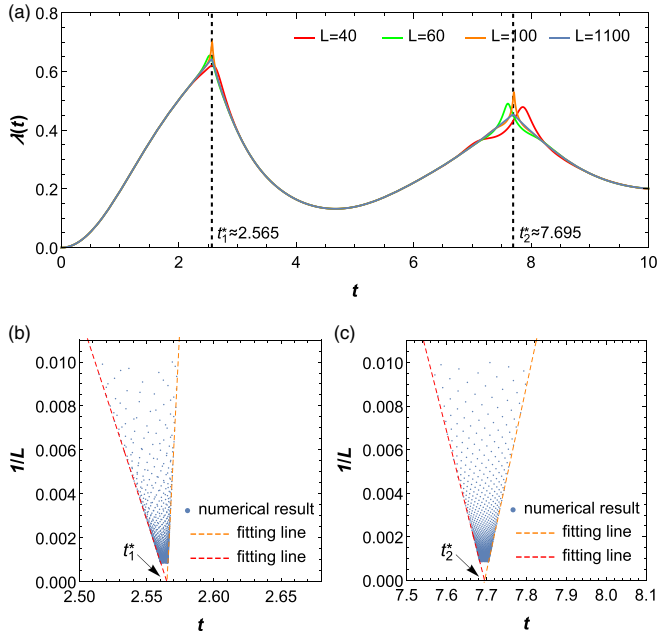 (a)
L=40 L=60 L=100 L=1100
0.8
0.6
0.4
0.2
0.0
λ(t)
t₁*≈2.565 t₂*≈7.695
0 2 4 6 8 10
t
(b)
0.010
0.008
0.006
0.004
0.002
0.000
1/L
numerical result
fitting line
fitting line
t₁*
2.50 2.55 2.60 2.65
t
(c)
0.010
0.008
0.006
0.004
0.002
0.000
1/L
numerical result
fitting line
fitting line
t₂*
7.5 7.6 7.7 7.8 7.9 8.0 8.1
t